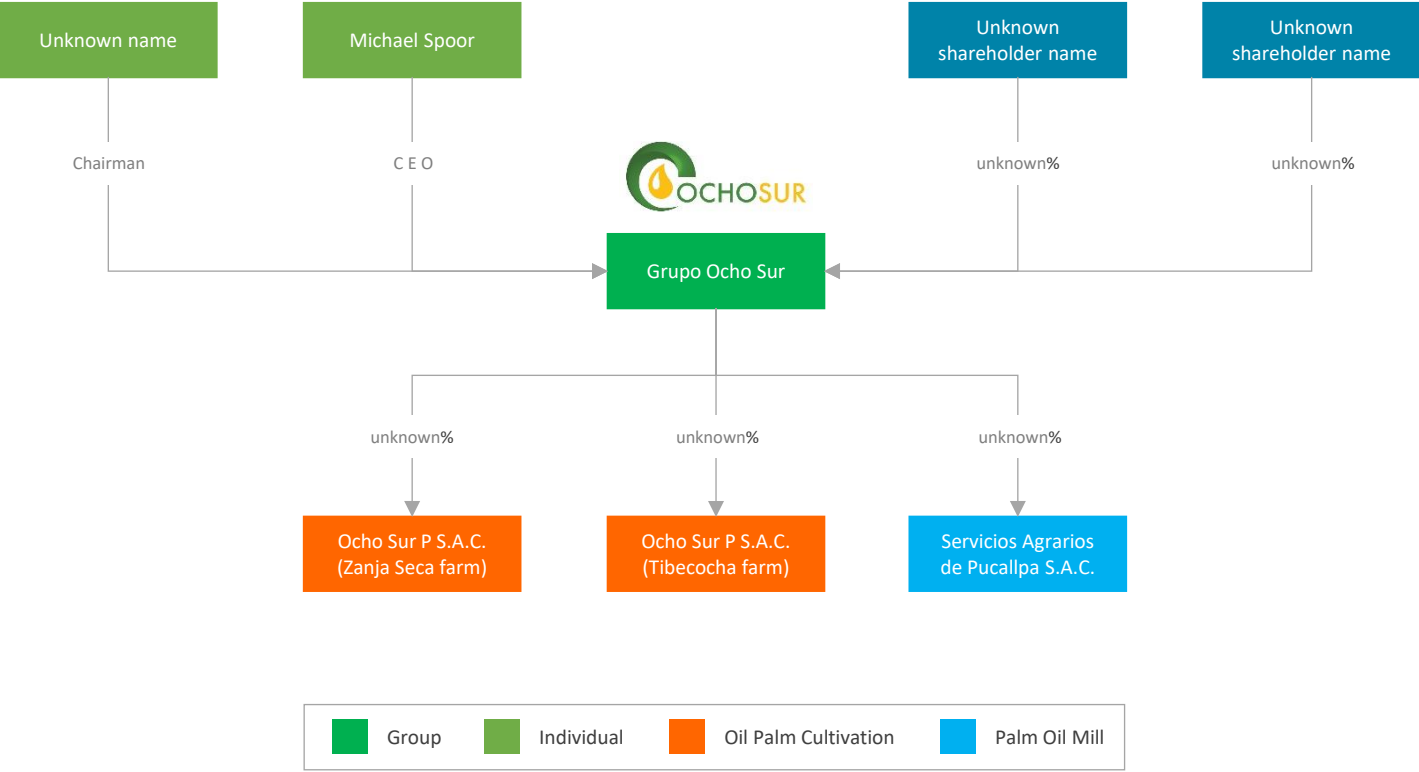 Unknown name
Michael Spoor
Unknown
shareholder name
Unknown
shareholder name
Chairman
C E O
unknown%
unknown%
OCHOSUR
Grupo Ocho Sur
unknown%
unknown%
unknown%
Ocho Sur P S.A.C.
(Zanja Seca farm)
Ocho Sur P S.A.C.
(Tibecocha farm)
Servicios Agrarios
de Pucallpa S.A.C.
Group
Individual
Oil Palm Cultivation
Palm Oil Mill